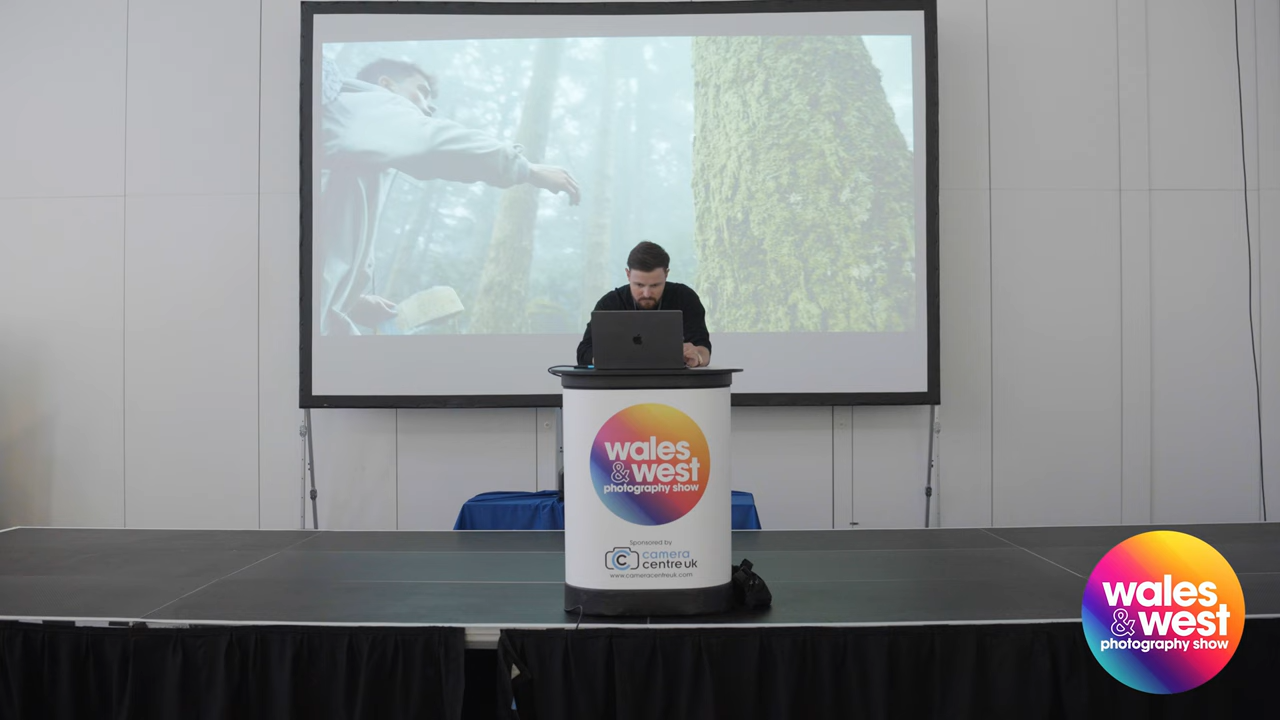 wales
& west
photography show
Sponsored by
C camera
centre uk
www.cameracentreuk.com
wales
& west
photography show